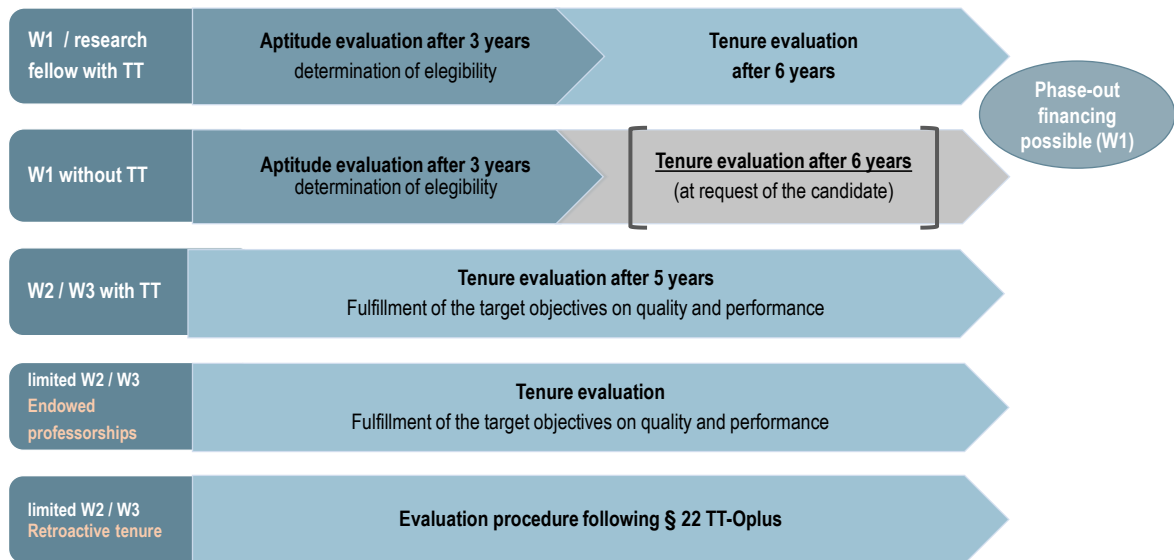 W1 / research
fellow with TT
Aptitude evaluation after 3 years
determination of elegibility
Tenure evaluation
after 6 years
Phase-out
financing
possible (W1)
W1 without TT
Aptitude evaluation after 3 years
determination of elegibility
Tenure evaluation after 6 years
(at request of the candidate)
W2 / W3 with TT
Tenure evaluation after 5 years
Fulfillment of the target objectives on quality and performance
limited W2 / W3
Endowed
professorships
Tenure evaluation
Fulfillment of the target objectives on quality and performance
limited W2 / W3
Retroactive tenure
Evaluation procedure following § 22 TT-Oplus